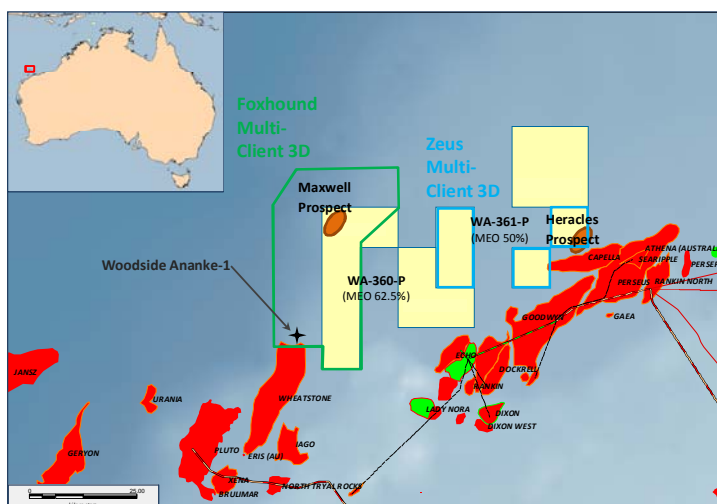 Foxhound
Multi-
Client 3D
Zeus
Multi-
Client 3D
Maxwell
Prospect
WA-361-P
(MEO 50%)
Heracles
Prospect
Woodside Ananke-1
WA-360-P
(MEO 62.5%)
ATHENA (AUSTRAL
CAPELLA
SEARIPPLE
PERSEP
PERSEUS
RANKIN NORTH
GOODWYN
GAEA
ECHO
DOCKRELL
RANKIN
JANSZ
URANIA
WHEATSTONE
LADY NORA
DIXON
DIXON WEST
GERYON
PLUTO
IAGO
ERIS (AU)
XENA
NORTH TRYAL ROCKS
BRULIMAR
0
25.00